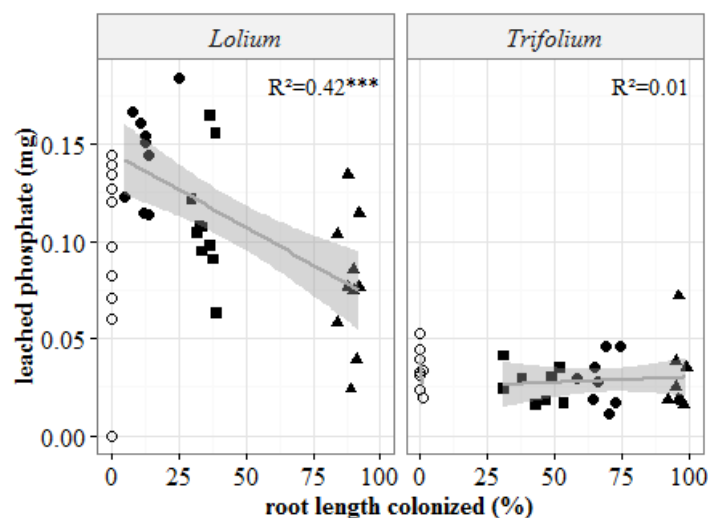 Lolium Trifolium
R²=0.42*** R²=0.01
0.15
0.10
0.05
0.00
leached phosphate (mg)
0 25 50 75 100 0 25 50 75 100
root length colonized (%)